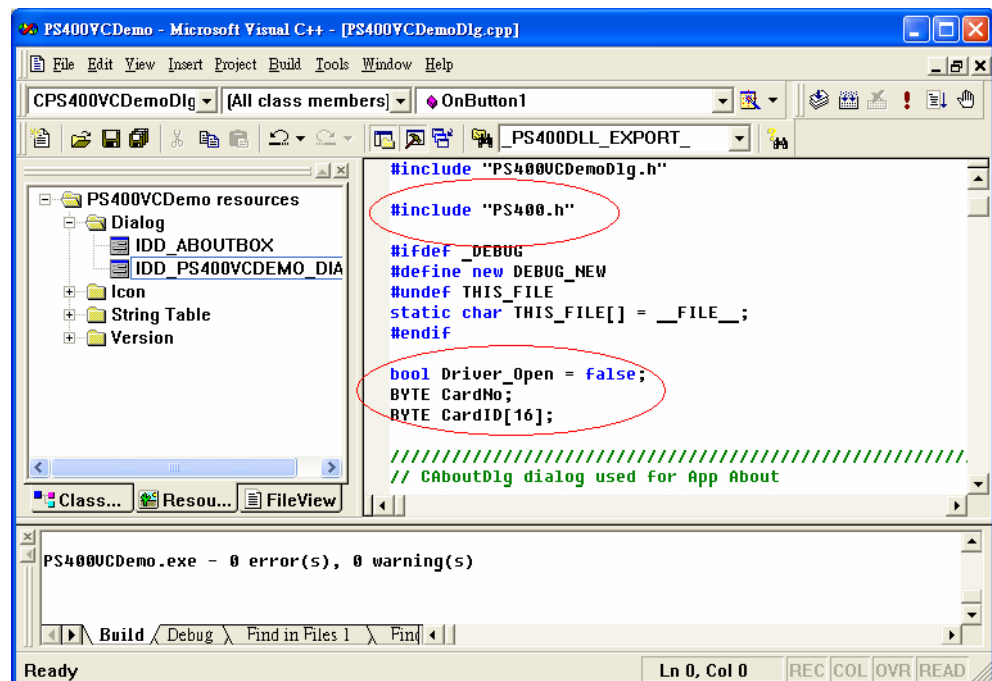 PS400VCDemo - Microsoft Visual C++ - [PS400VCDemoDlg.cpp]
File Edit View Insert Project Build Tools Window Help
CPS400VCDemoDlg [All class members] OnButton1
_PS400DLL_EXPORT_
PS400VCDemo resources
Dialog
IDD_ABOUTBOX
IDD_PS400VCDEMO_DIA
Icon
String Table
Version
Class... Resou... FileView
#include "PS400VCDemoDlg.h"
#include "PS400.h"
#ifdef _DEBUG
#define new DEBUG_NEW
#undef THIS_FILE
static char THIS_FILE[] = __FILE__;
#endif
bool Driver_Open = false;
BYTE CardNo;
BYTE CardID[16];
/////////////////////////////////////////////////////////.
// CAboutDlg dialog used for App About
PS400VCDemo.exe - 0 error(s), 0 warning(s)
Build Debug Find in Files 1 Find
Ready Ln 0, Col 0 REC COL OVR READ